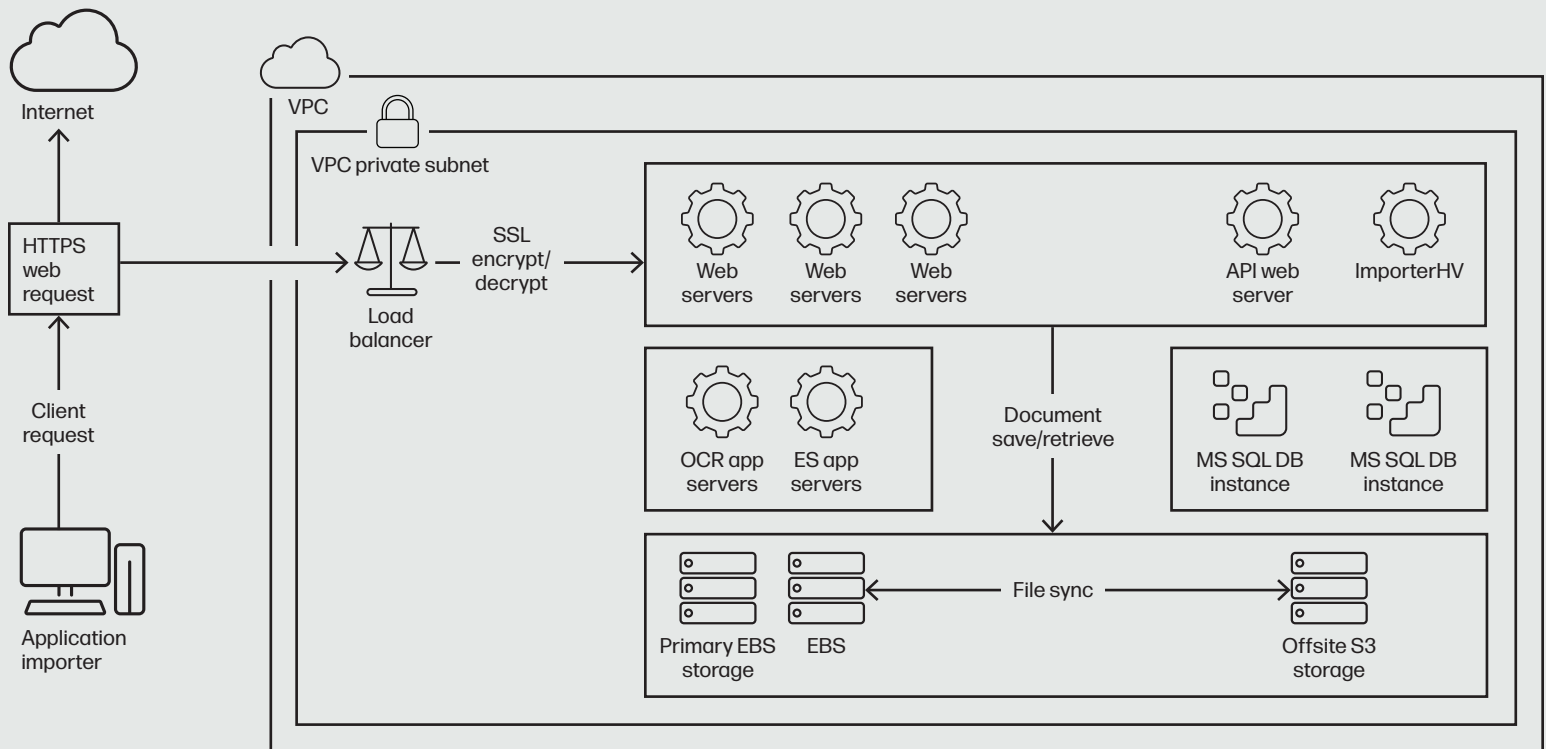 Internet
HTTPS
web
request
Client
request
Application
importer
VPC
VPC private subnet
Load
balancer
SSL
encrypt/
decrypt
Web
servers
Web
servers
Web
servers
API web
server
ImporterHV
OCR app
servers
ES app
servers
Document
save/retrieve
MS SQL DB
instance
MS SQL DB
instance
Primary EBS
storage
EBS
File sync
Offsite S3
storage